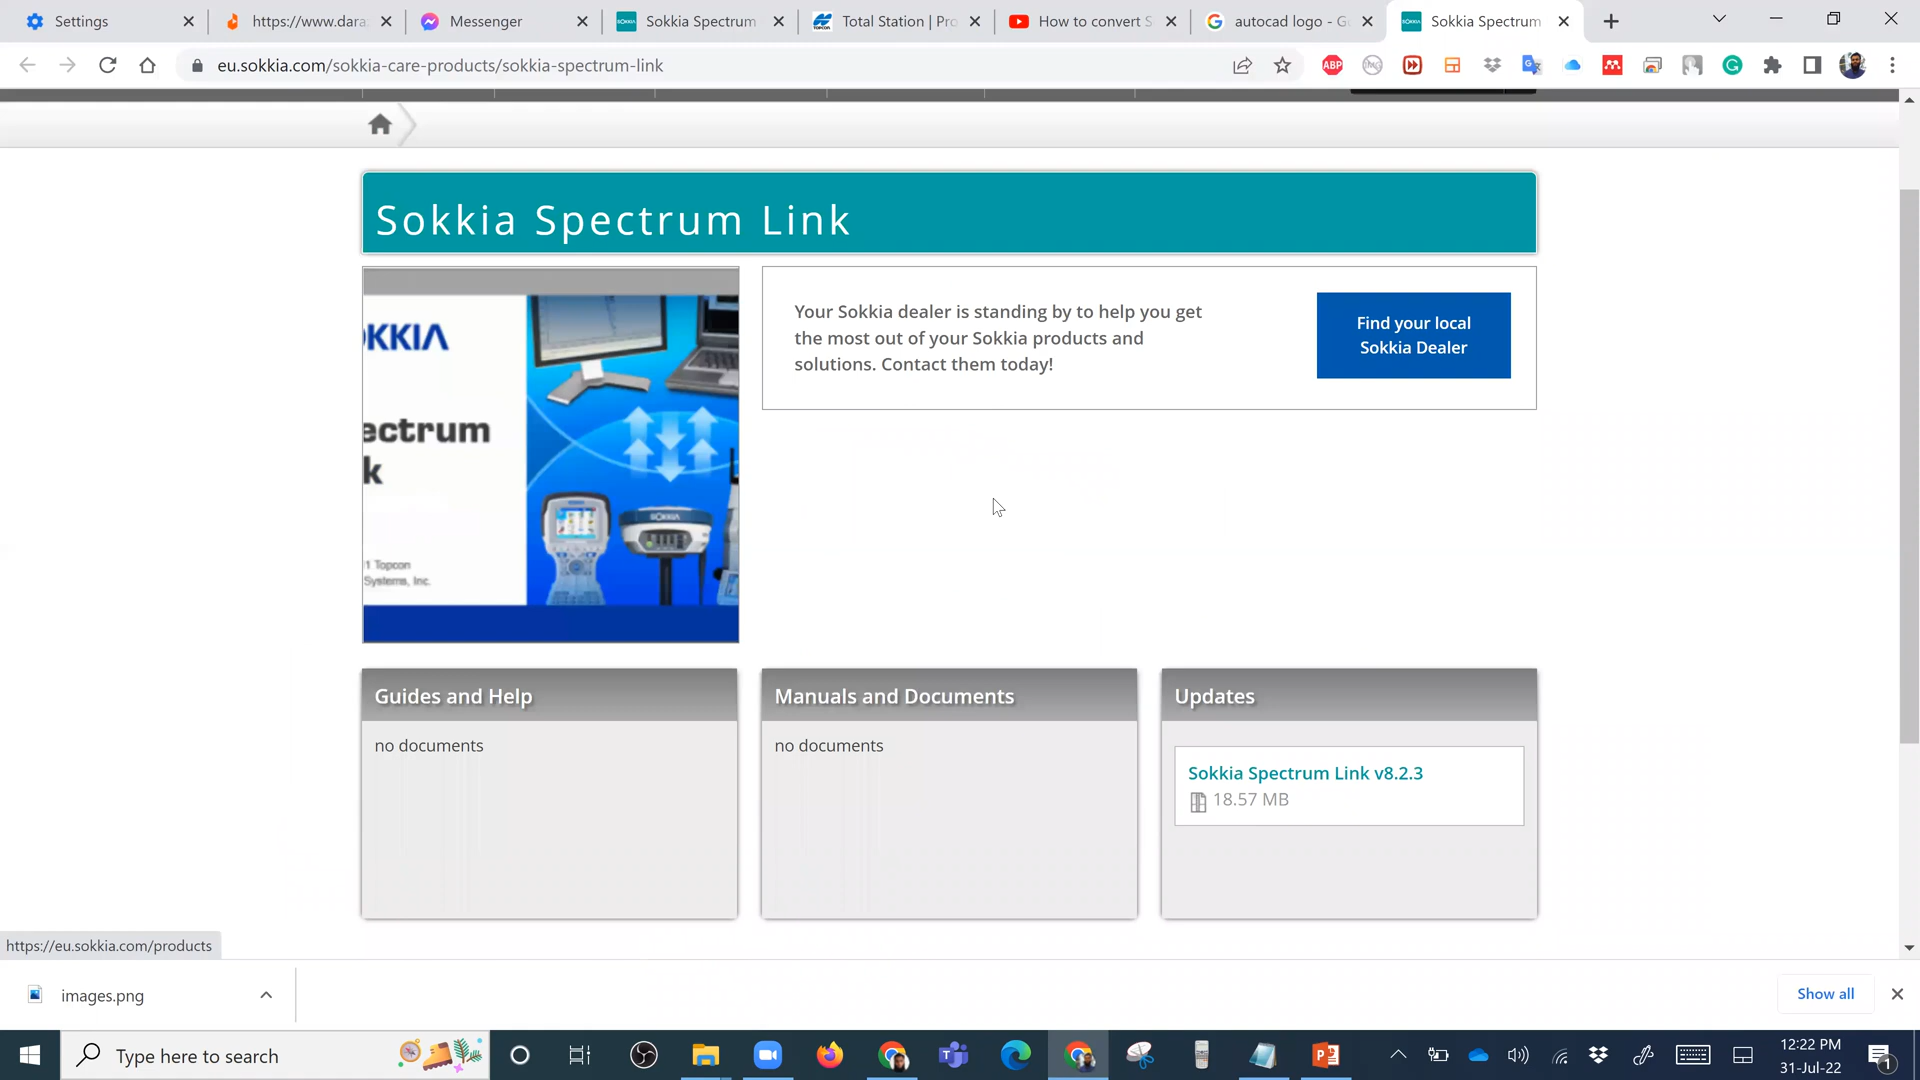 Settings
https://www.dara
Messenger
Sokkia Spectrum
Total Station | Pro
How to convert S
autocad logo - Go
Sokkia Spectrum
eu.sokkia.com/sokkia-care-products/sokkia-spectrum-link
ABP
Sokkia Spectrum Link
OKKIA
ectrum
k
1 Topcon
Systems, Inc.
Your Sokkia dealer is standing by to help you get
the most out of your Sokkia products and
solutions. Contact them today!
Find your local
Sokkia Dealer
Guides and Help
no documents
Manuals and Documents
no documents
Updates
Sokkia Spectrum Link v8.2.3
18.57 MB
https://eu.sokkia.com/products
images.png
Show all
Type here to search
12:22 PM
31-Jul-22
1